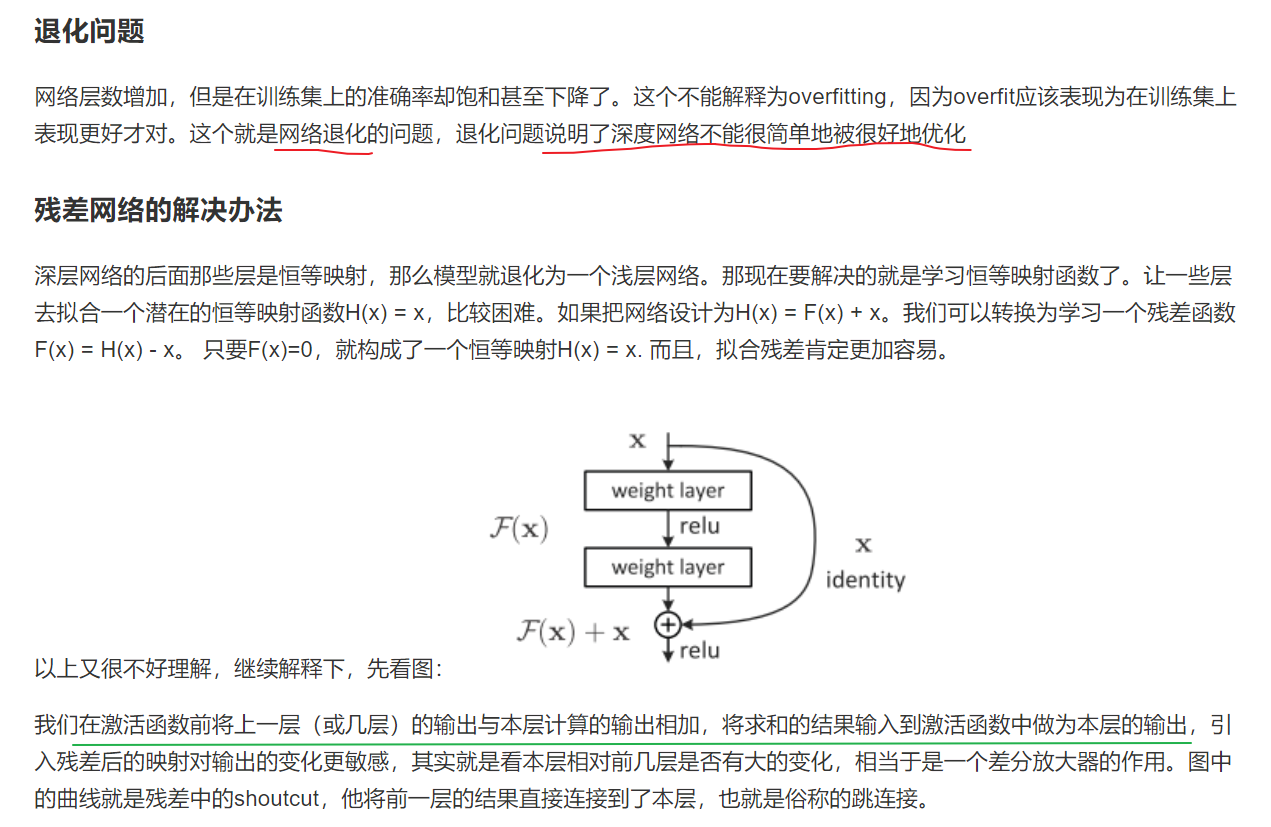 退化问题
网络层数增加，但是在训练集上的准确率却饱和甚至下降了。这个不能解释为overfitting，因为overfit应该表现为在训练集上
表现更好才对。这个就是网络退化的问题，退化问题说明了深度网络不能很简单地被很好地优化
残差网络的解决办法
深层网络的后面那些层是恒等映射，那么模型就退化为一个浅层网络。那现在要解决的就是学习恒等映射函数了。让一些层
去拟合一个潜在的恒等映射函数H(x) = x，比较困难。如果把网络设计为H(x) = F(x) + x。我们可以转换为学习一个残差函数
F(x) = H(x) - x。 只要F(x)=0，就构成了一个恒等映射H(x) = x. 而且，拟合残差肯定更加容易。
x
weight layer
F(x)
relu
x
weight layer
identity
F(x) + x
relu
以上又很不好理解，继续解释下，先看图：
我们在激活函数前将上一层（或几层）的输出与本层计算的输出相加，将求和的结果输入到激活函数中做为本层的输出，引
入残差后的映射对输出的变化更敏感，其实就是看本层相对前几层是否有大的变化，相当于是一个差分放大器的作用。图中
的曲线就是残差中的shoutcut，他将前一层的结果直接连接到了本层，也就是俗称的跳连接。